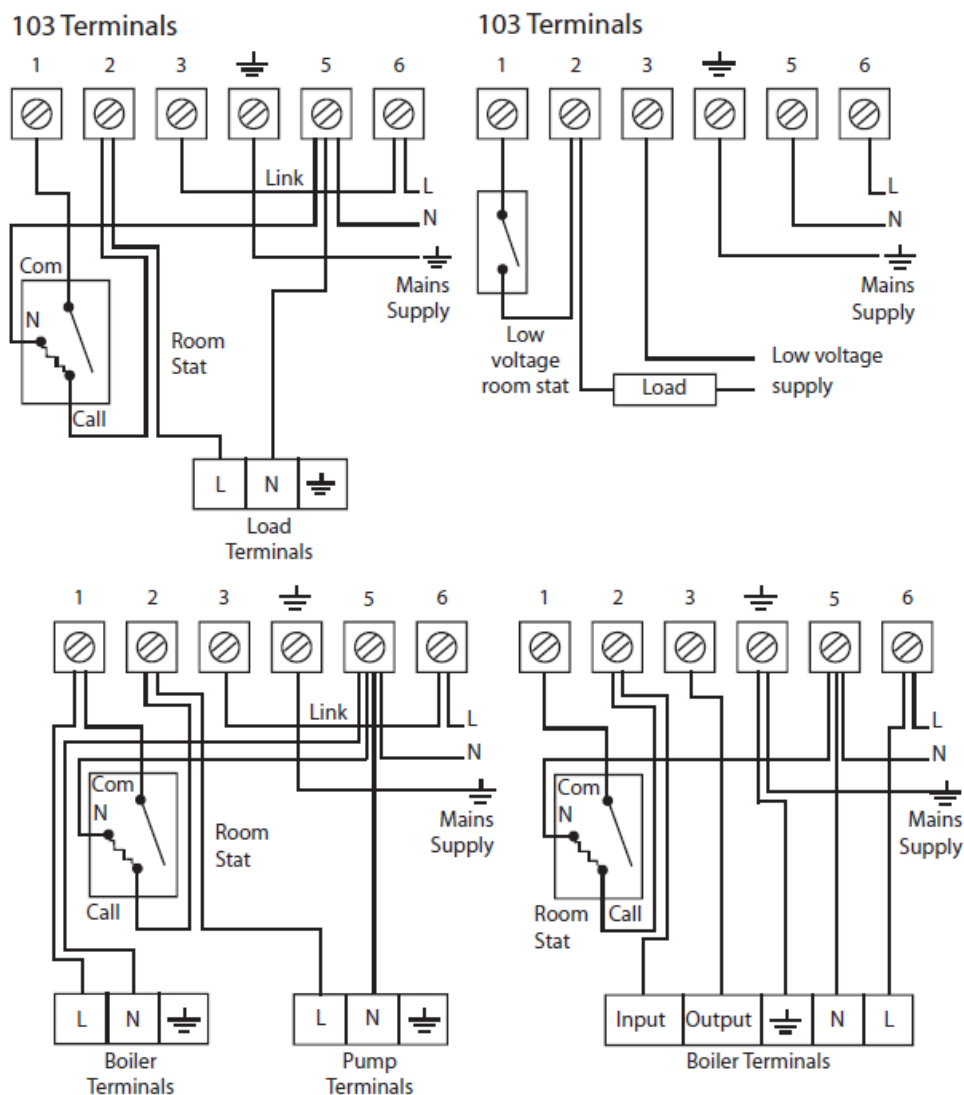 103 Terminals
1 2 3 5 6
Link
L
N
Com
N
Mains
Supply
Room
Stat
Call
L N
Load
Terminals
103 Terminals
1 2 3 5 6
L
N
Mains
Supply
Low
voltage
room stat
Low voltage
supply
Load
1 2 3 5 6
Link
L
N
Com
N
Mains
Supply
Room
Stat
Call
L N
Boiler
Terminals
L N
Pump
Terminals
1 2 3 5 6
L
N
Com
N
Mains
Supply
Room
Stat
Call
Input Output N L
Boiler Terminals